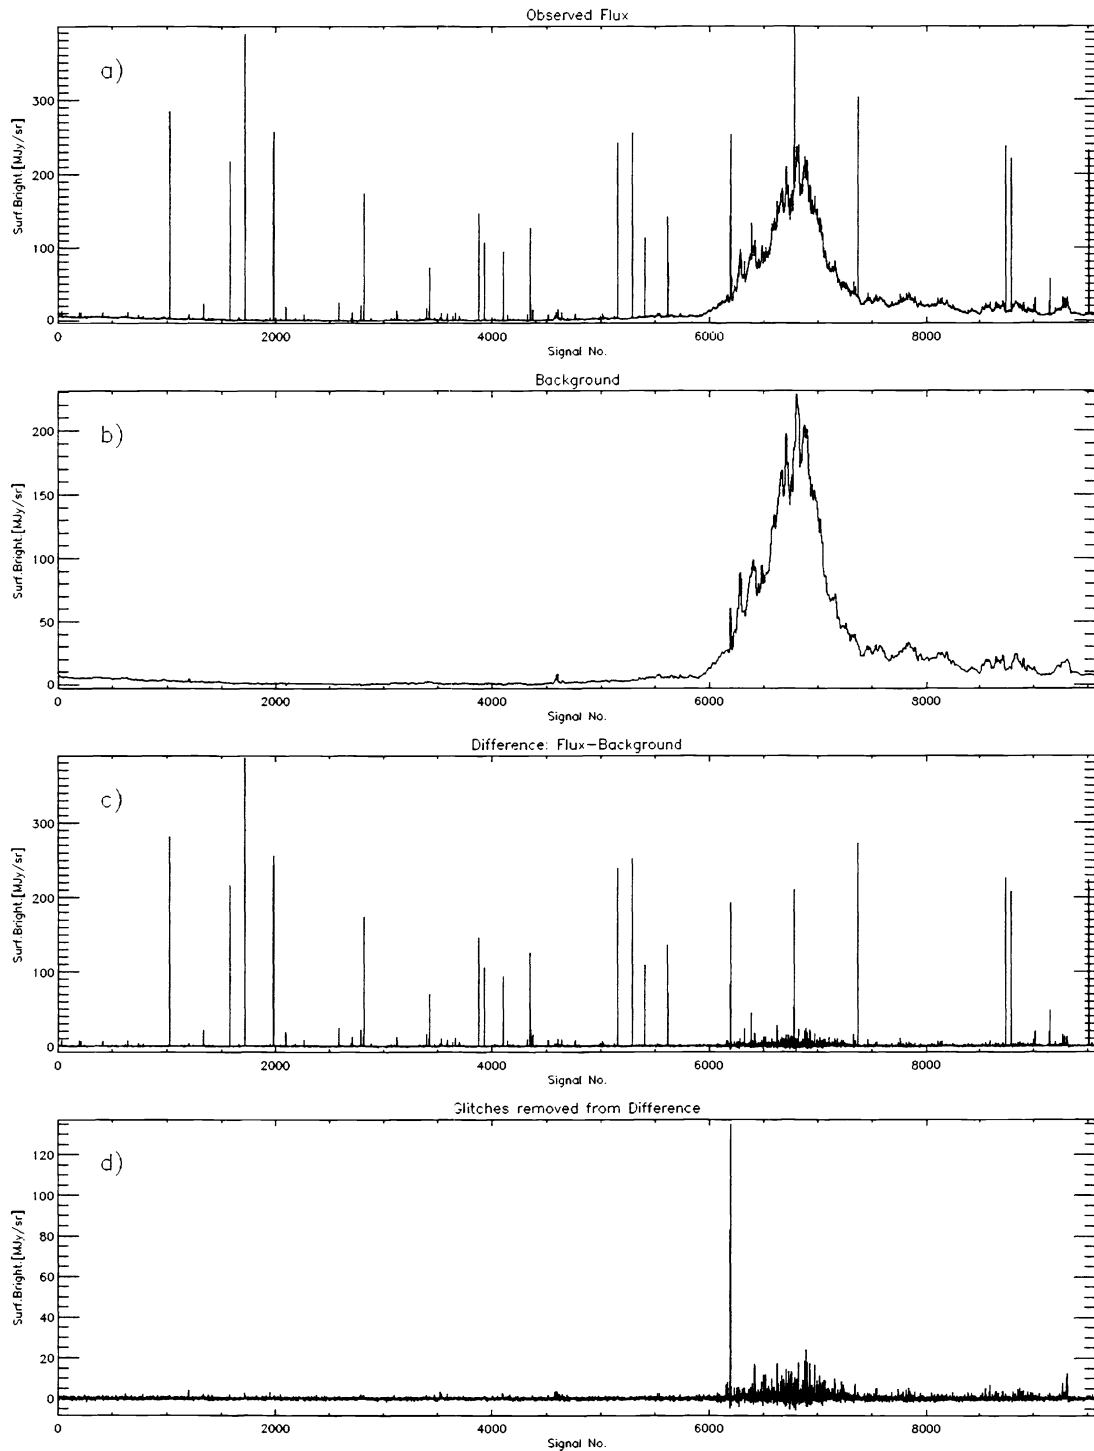 Observed Flux
a)
Surf.Bright.[MJy/sr]
300
200
100
0
0 2000 4000 6000 8000
Signal No.
Background
b)
Surf.Bright.[MJy/sr]
200
150
100
50
0
0 2000 4000 6000 8000
Signal No.
Difference: Flux-Background
c)
Surf.Bright.[MJy/sr]
300
200
100
0
0 2000 4000 6000 8000
Signal No.
Glitches removed from Difference
d)
Surf.Bright.[MJy/sr]
120
100
80
60
40
20
0
0 2000 4000 6000 8000
Signal No.